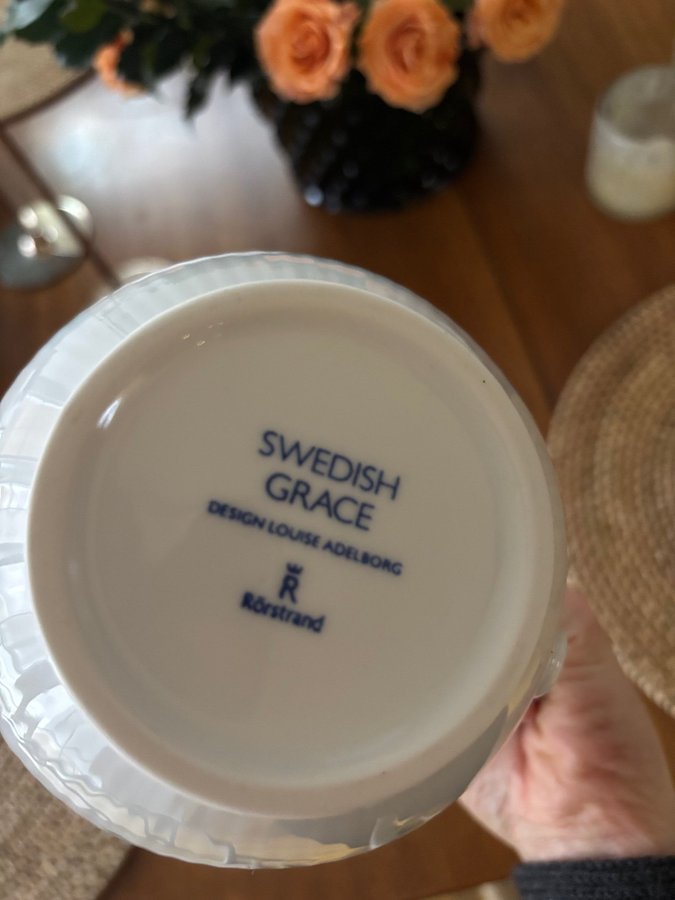 SWEDISH
GRACE
DESIGN LOUISE ADELBORG
R
Rörstrand